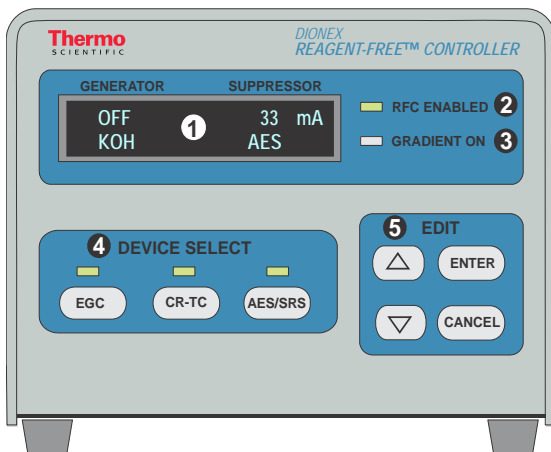 Thermo
SCIENTIFIC
DIONEX
REAGENT-FREE™ CONTROLLER
GENERATOR SUPPRESSOR
OFF 1 33 mA
KOH AES
RFC ENABLED 2
GRADIENT ON 3
4 DEVICE SELECT
EGC CR-TC AES/SRS
5 EDIT
ENTER
CANCEL